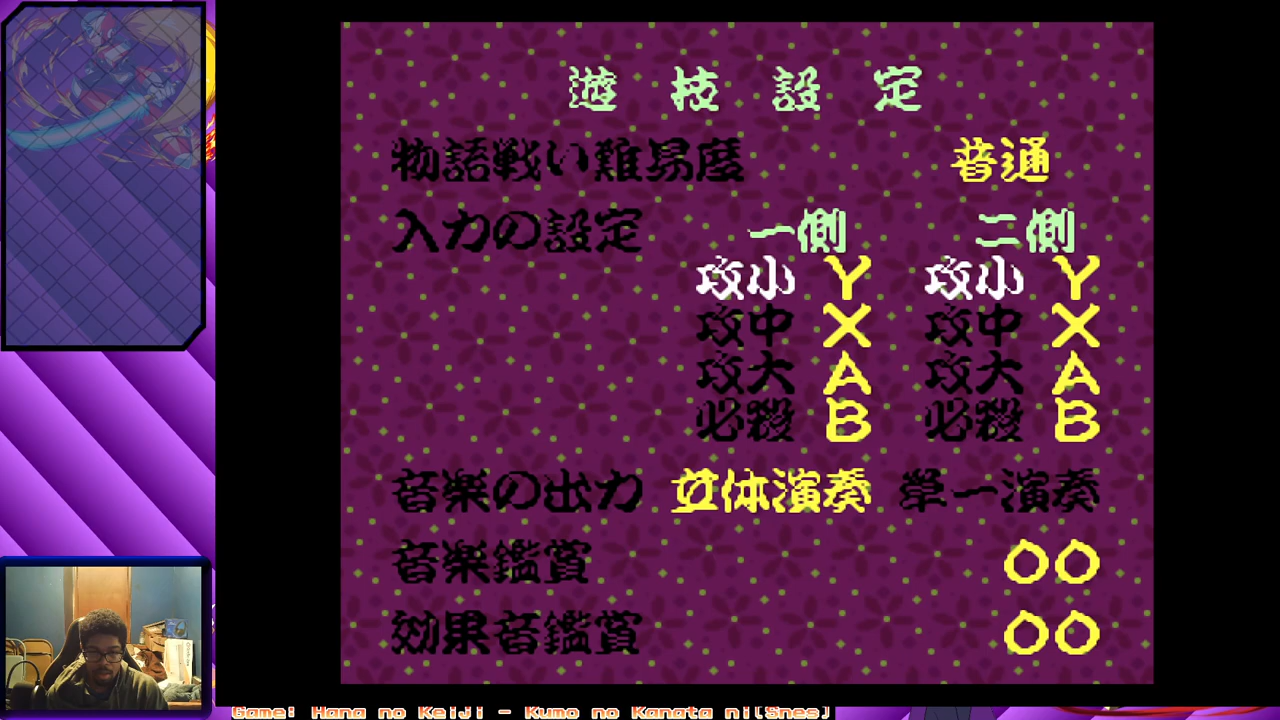 遊技設定
物語戦い難易度 普通
入力の設定 一側 二側
攻小 Y 攻小 Y
攻中 X 攻中 X
攻大 A 攻大 A
必殺 B 必殺 B
音楽の出力 立体演奏 単一演奏
音楽鑑賞 00
効果音鑑賞 00
Game: Hana no Keiji - Kumo no Kanata ni(Snes)